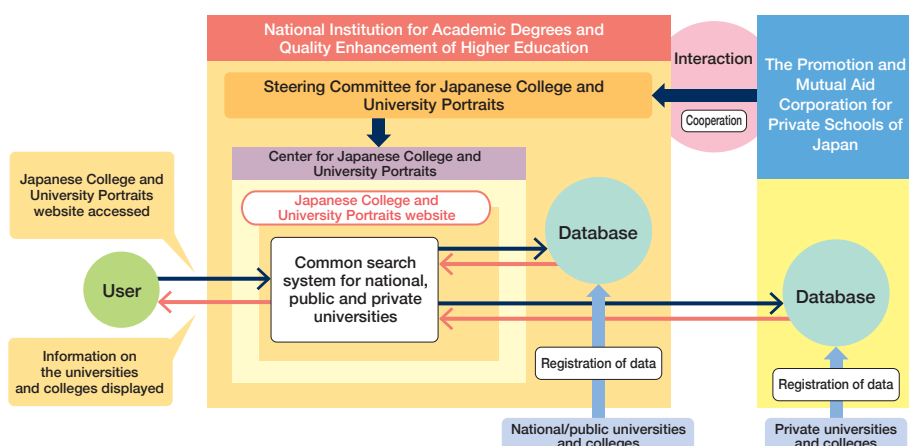 National Institution for Academic Degrees and
Quality Enhancement of Higher Education
Interaction
The Promotion and
Mutual Aid
Corporation for
Private Schools of
Japan
Steering Committee for Japanese College and
University Portraits
Cooperation
Center for Japanese College and
University Portraits
Japanese College and
University Portraits
website accessed
Japanese College and
University Portraits website
Database
Common search
system for national,
public and private
universities
User
Database
Information on
the universities
and colleges displayed
Registration of data
Registration of data
National/public universities
and colleges
Private universities
and colleges